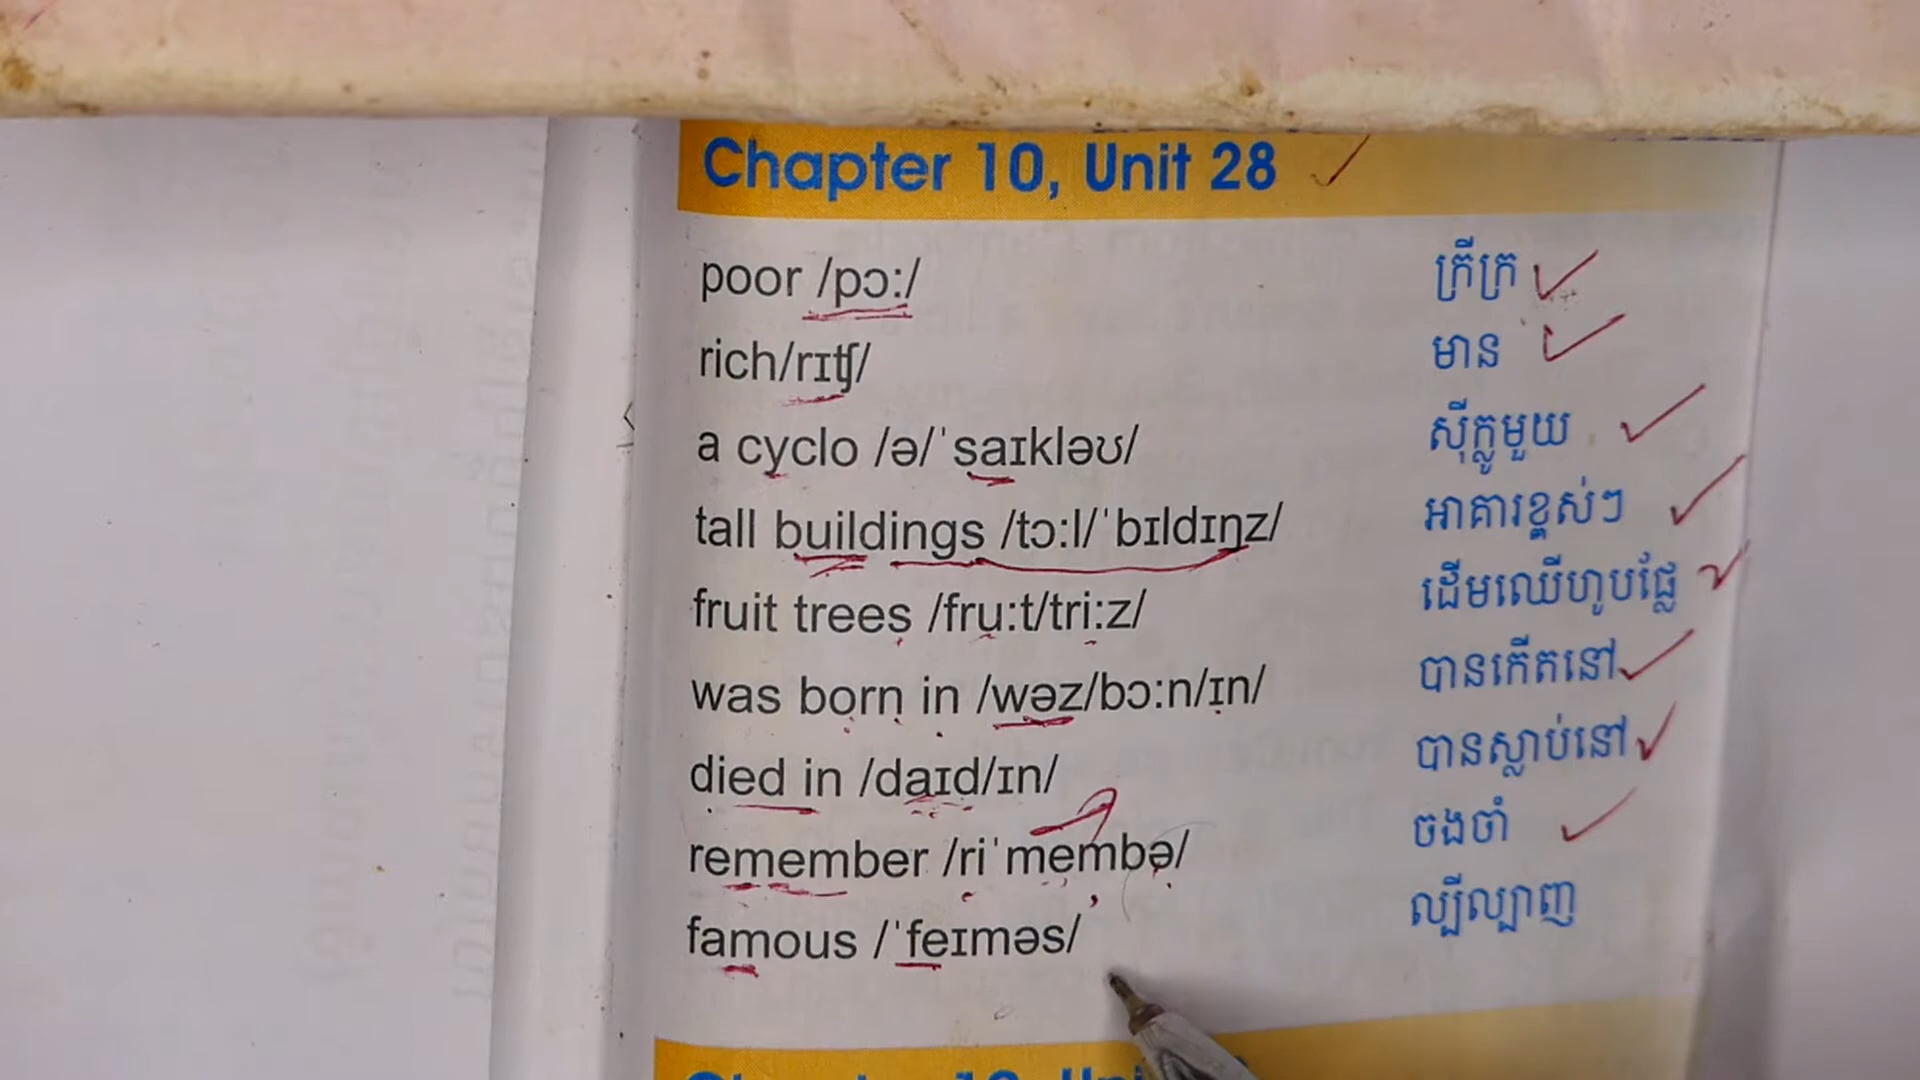 Chapter 10, Unit 28
poor /pɔ:/ ក្រីក្រ
rich/rɪʧ/ មាន
a cyclo /ə/ˈsaɪkləʊ/ ស៊ីក្លូមួយ
tall buildings /tɔ:l/ˈbɪldɪŋz/ អាគារខ្ពស់ៗ
fruit trees /fru:t/tri:z/ ដើមឈើហូបផ្លែ
was born in /wəz/bɔ:n/ɪn/ បានកើតនៅ
died in /daɪd/ɪn/ បានស្លាប់នៅ
remember /riˈmembə/ ចងចាំ
famous /ˈfeɪməs/ ល្បីល្បាញ